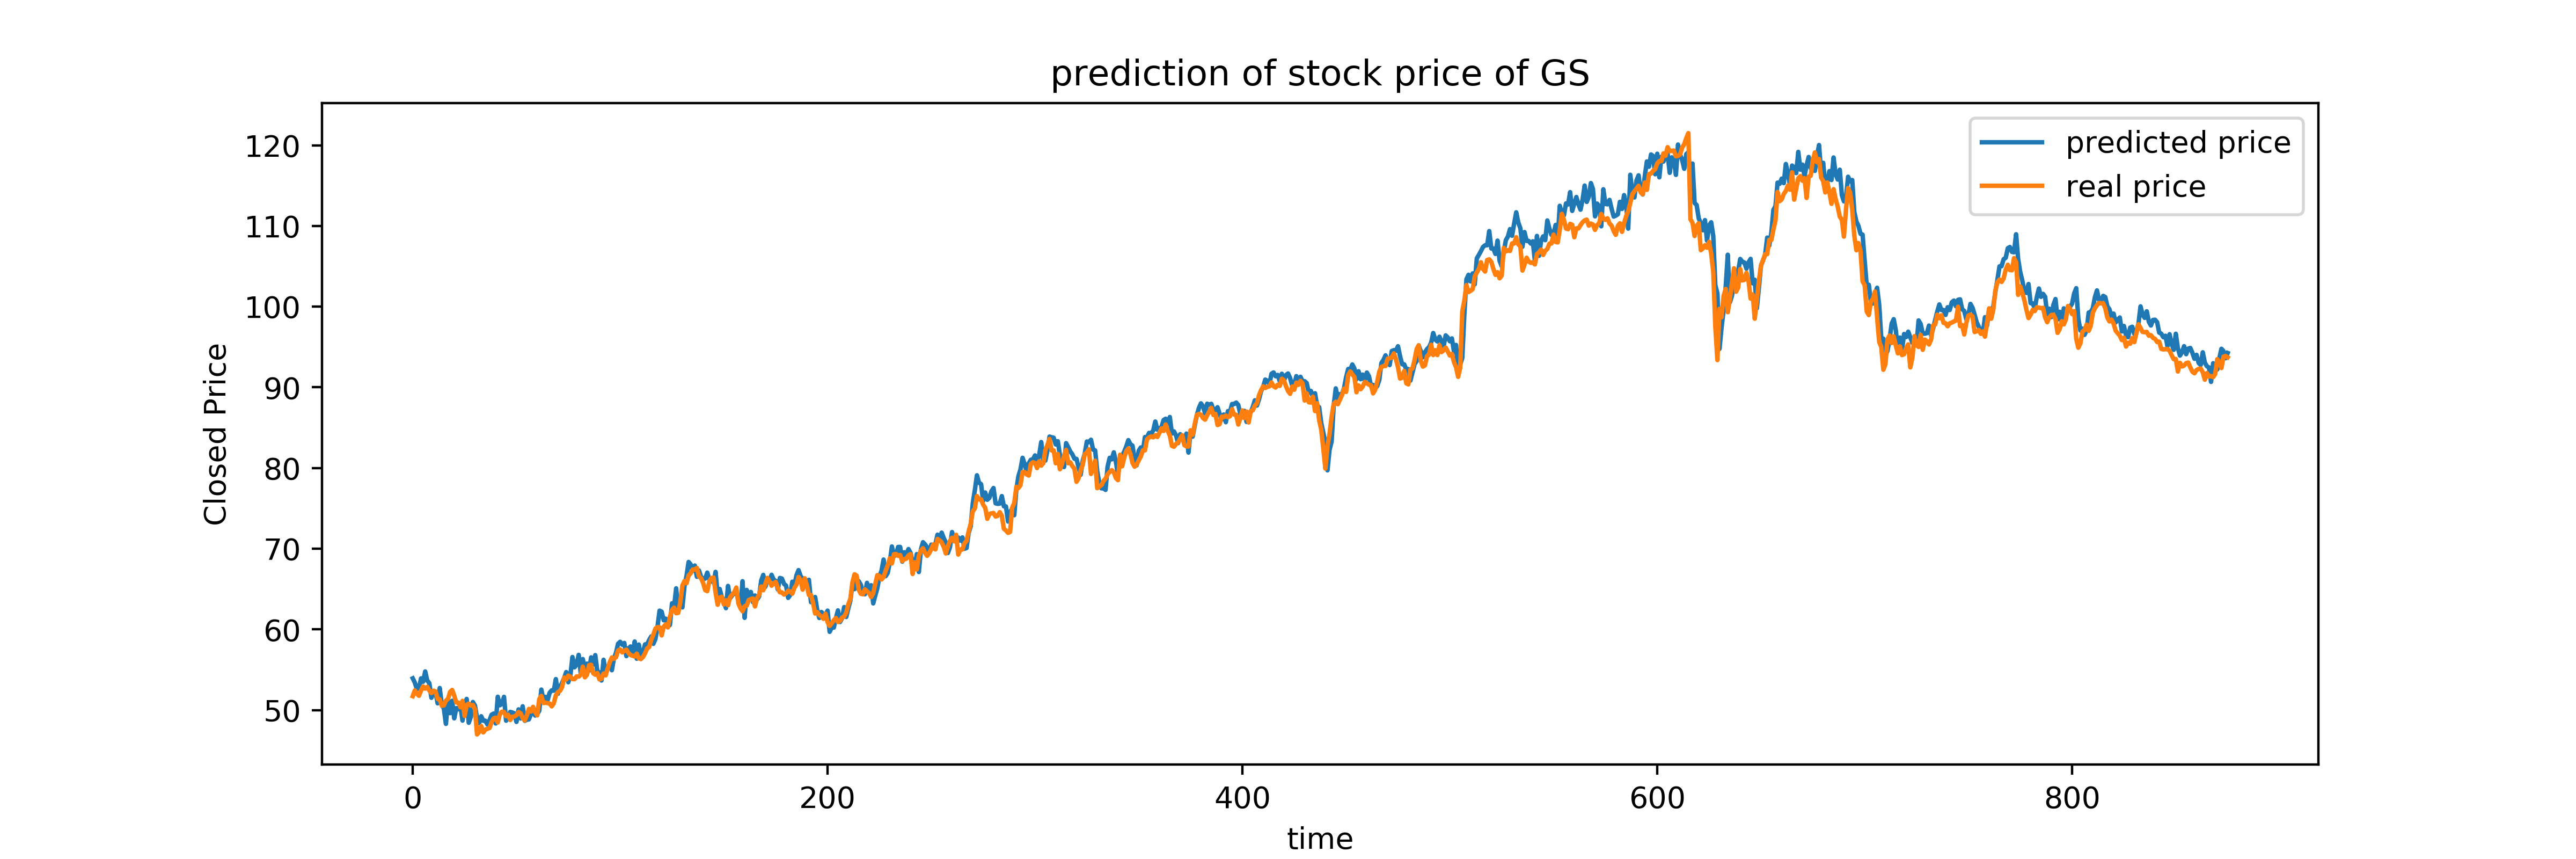 prediction of stock price of GS
predicted price
real price
120
110
100
90
80
70
60
50
Closed Price
0 200 400 600 800
time